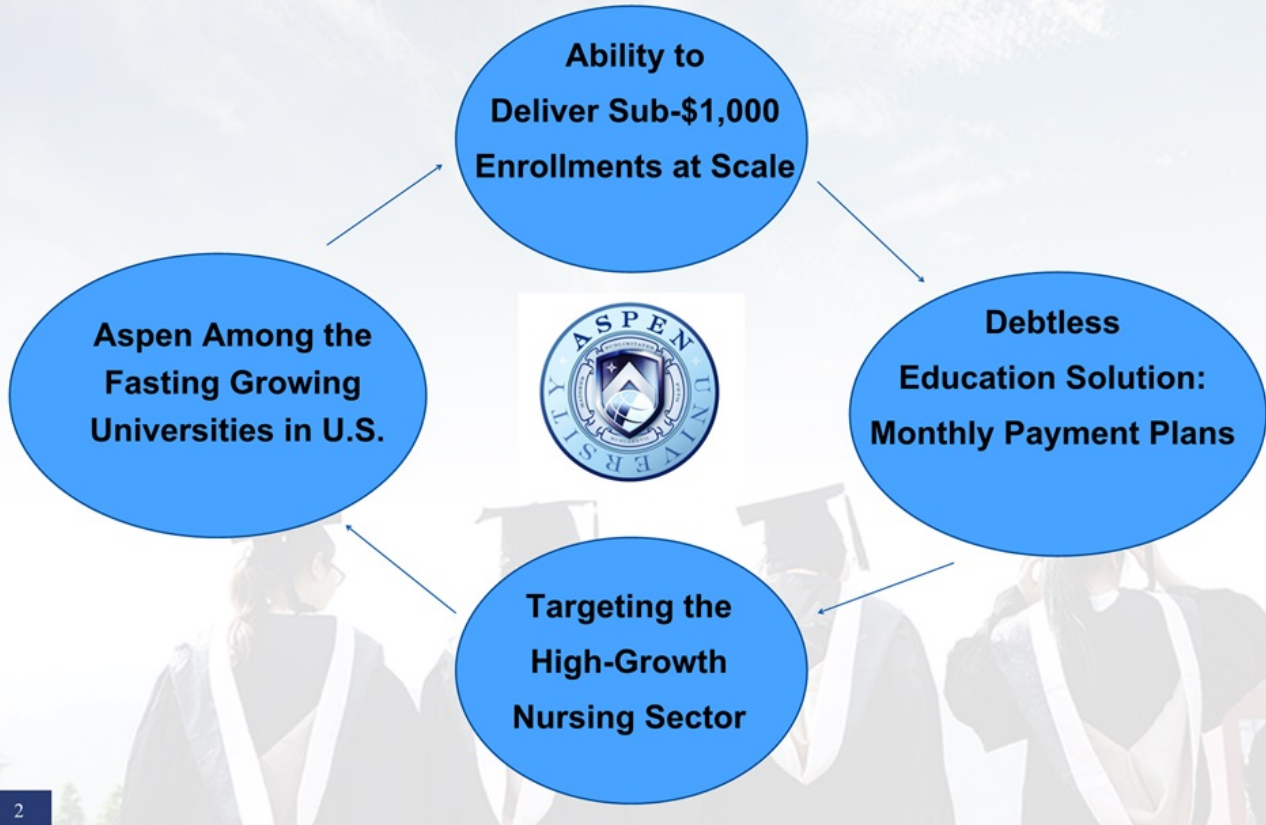 Ability to
Deliver Sub-$1,000
Enrollments at Scale
Debtless
Education Solution:
Monthly Payment Plans
Targeting the
High-Growth
Nursing Sector
Aspen Among the
Fasting Growing
Universities in U.S.
ASPEN UNIVERSITY
2